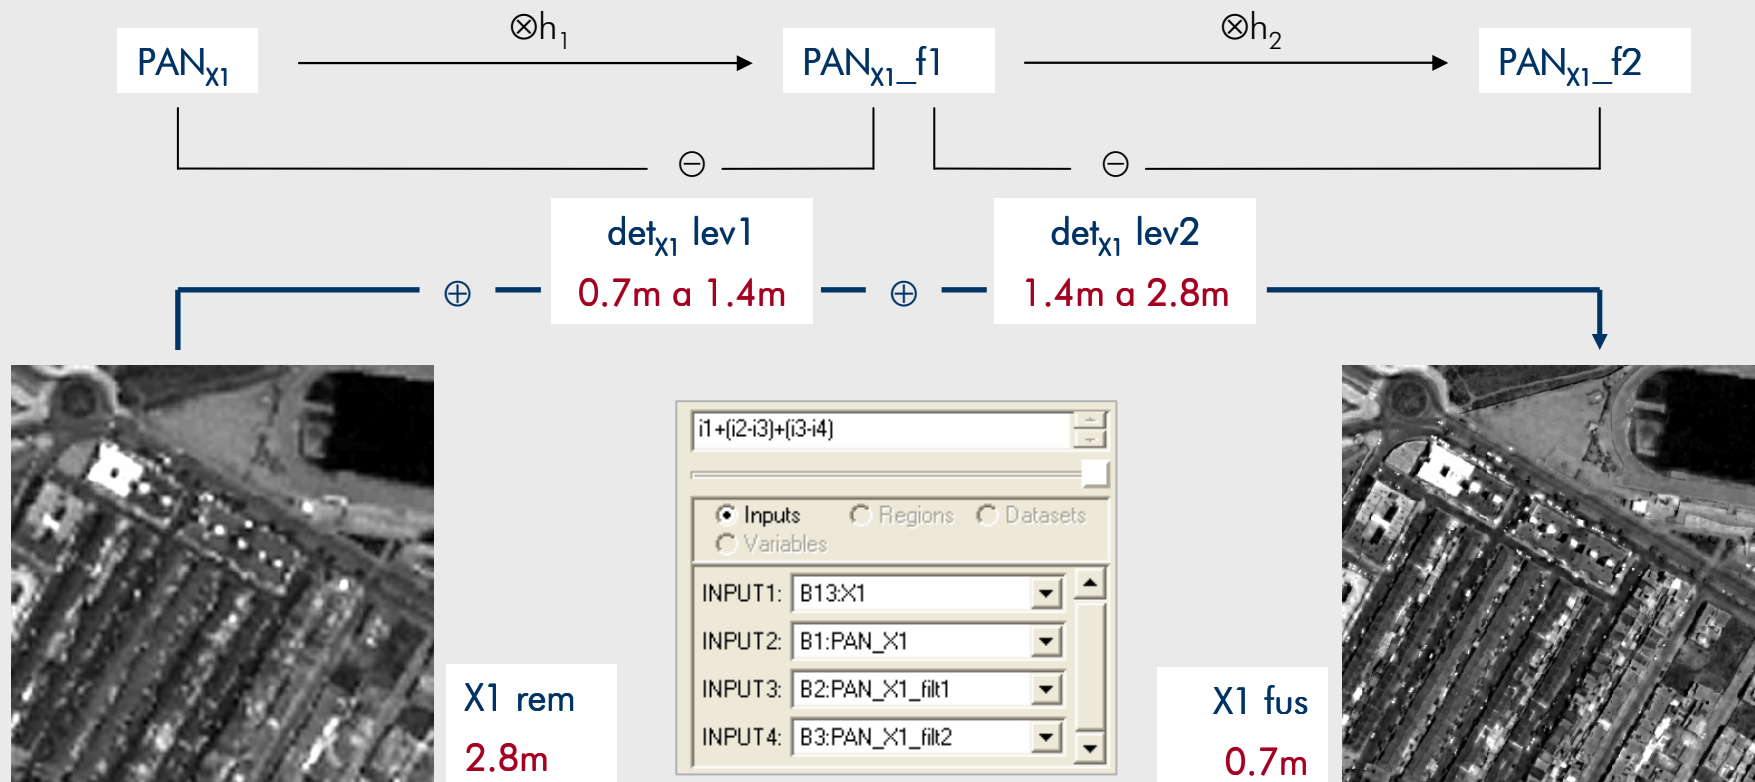 ⊗h₁
⊗h₂
PANX1
PANX1_f1
PANX1_f2
⊖
⊖
detX1 lev1
0.7m a 1.4m
detX1 lev2
1.4m a 2.8m
⊕
⊕
i1+(i2-i3)+(i3-i4)
Inputs
Regions
Datasets
Variables
INPUT1: B13:X1
INPUT2: B1:PAN_X1
INPUT3: B2:PAN_X1_filt1
INPUT4: B3:PAN_X1_filt2
X1 rem
2.8m
X1 fus
0.7m